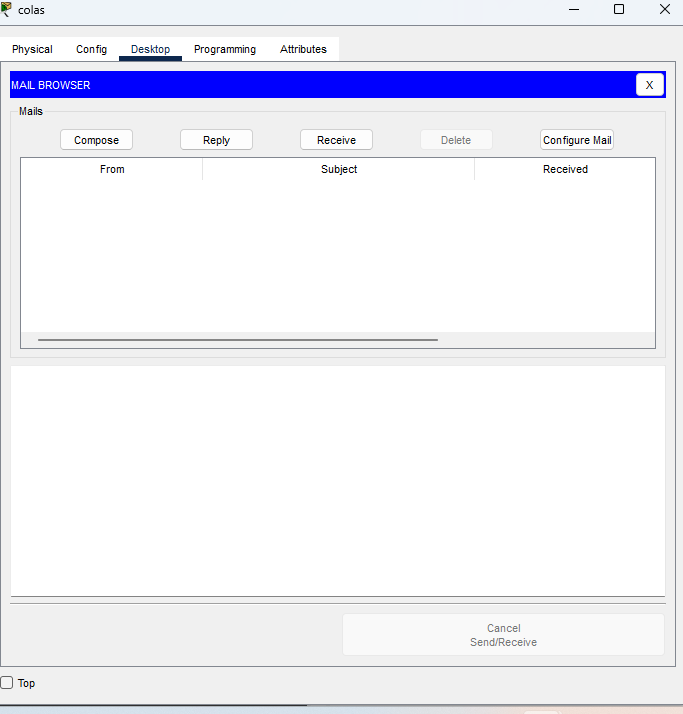 colas
Physical Config Desktop Programming Attributes
MAIL BROWSER X
Mails
Compose Reply Receive Delete Configure Mail
From Subject Received
Cancel
Send/Receive
Top